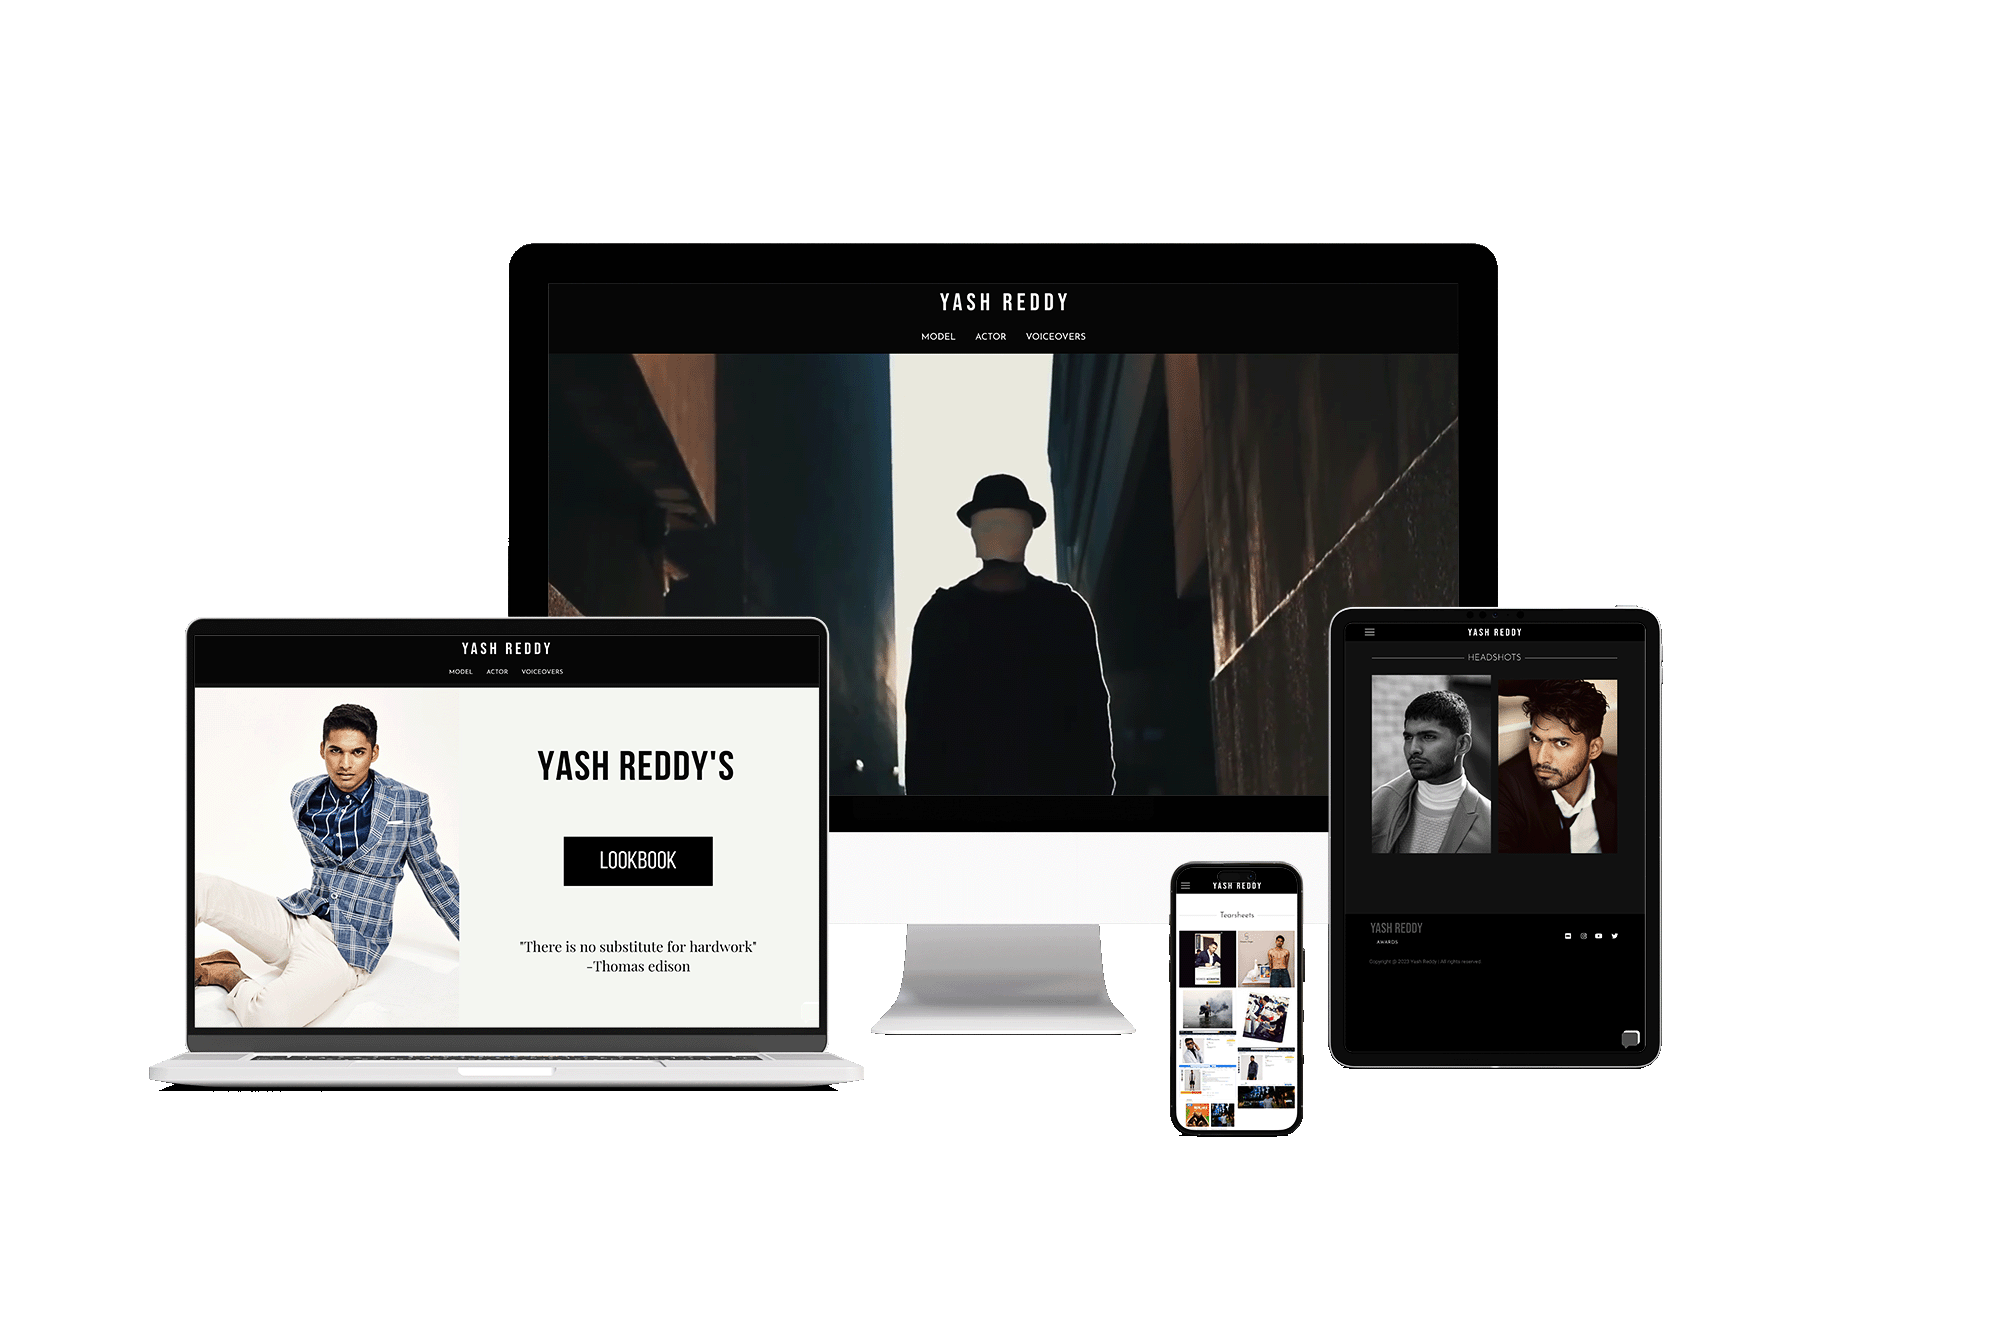 YASH REDDY
MODEL ACTOR VOICEOVERS
YASH REDDY
MODEL ACTOR VOICEOVERS
YASH REDDY'S
LOOKBOOK
"There is no substitute for hardwork"
-Thomas edison
YASH REDDY
Tearsheets
YASH REDDY
HEADSHOTS
YASH REDDY
AWARDS
Copyright @ 2023 Yash Reddy | All rights reserved